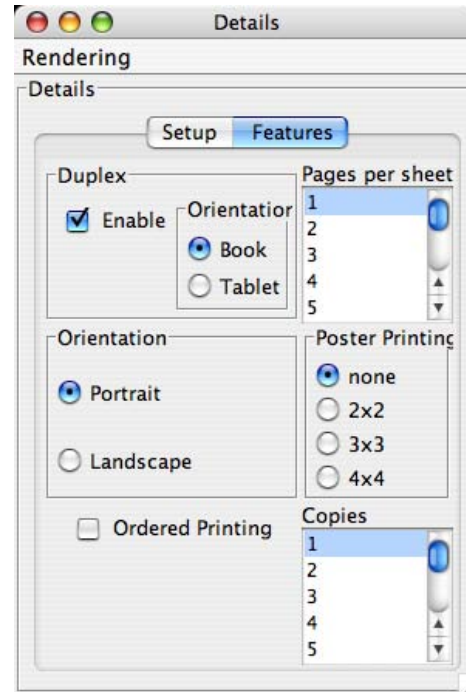 Details
Rendering
Details
Setup Features
Duplex
Enable
Orientatior
Book
Tablet
Pages per sheet
1
2
3
4
5
Orientation
Portrait
Landscape
Poster Printing
none
2x2
3x3
4x4
Ordered Printing
Copies
1
2
3
4
5